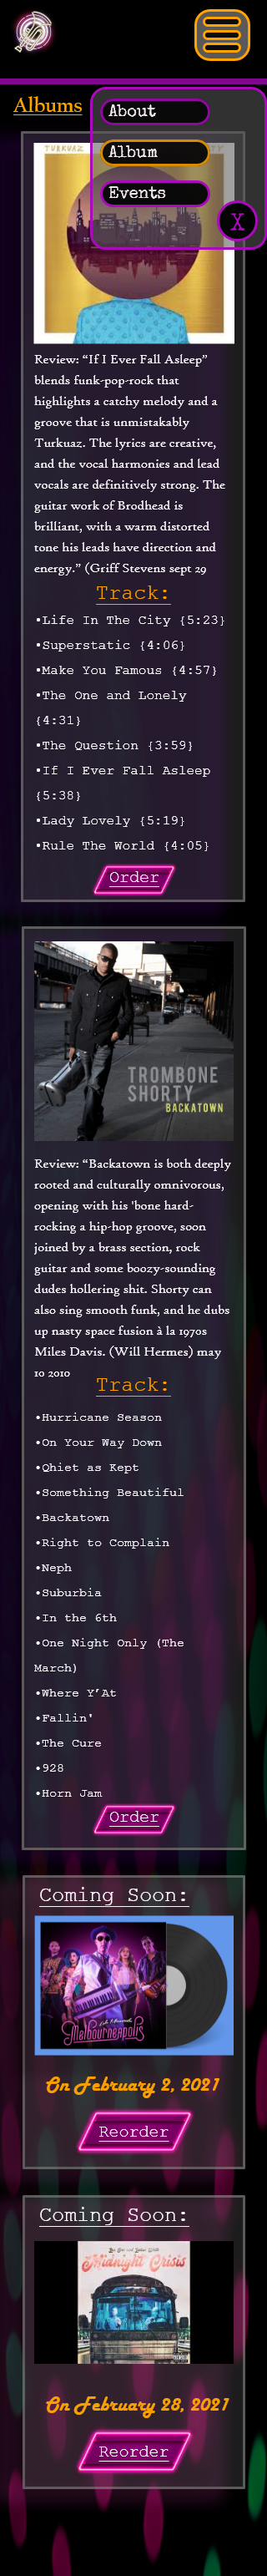 Albums
About
Album
Events
X
TURKUAZ
Review: “If I Ever Fall Asleep”
blends funk-pop-rock that
highlights a catchy melody and a
groove that is unmistakably
Turkuaz. The lyrics are creative,
and the vocal harmonies and lead
vocals are definitively strong. The
guitar work of Brodhead is
brilliant, with a warm distorted
tone his leads have direction and
energy.” (Griff Stevens sept 29
Track:
•Life In The City {5:23}
•Superstatic {4:06}
•Make You Famous {4:57}
•The One and Lonely
{4:31}
•The Question {3:59}
•If I Ever Fall Asleep
{5:38}
•Lady Lovely {5:19}
•Rule The World {4:05}
Order
TROMBONE
SHORTY
BACKATOWN
Review: “Backatown is both deeply
rooted and culturally omnivorous,
opening with his 'bone hard-
rocking a hip-hop groove, soon
joined by a brass section, rock
guitar and some boozy-sounding
dudes hollering shit. Shorty can
also sing smooth funk, and he dubs
up nasty space fusion à la 1970s
Miles Davis. (Will Hermes) may
10 2010
Track:
•Hurricane Season
•On Your Way Down
•Qhiet as Kept
•Something Beautiful
•Backatown
•Right to Complain
•Neph
•Suburbia
•In the 6th
•One Night Only (The
March)
•Where Y’At
•Fallin'
•The Cure
•928
•Horn Jam
Order
Coming Soon:
Melbourneapolis
On February 2, 2021
Reorder
Coming Soon:
Midnight Crisis
On February 28, 2021
Reorder